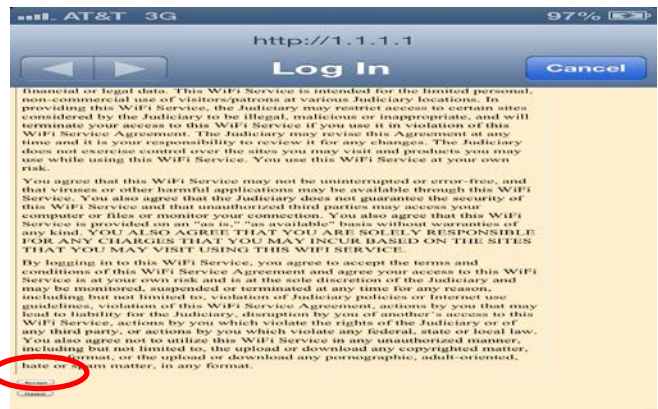 AT&T 3G 97%
http://1.1.1.1
Log In
Cancel
financial or legal data. This WiFi Service is intended for the limited personal,
non-commercial use of visitors/patrons at various Judiciary locations. In
providing this WiFi Service, the Judiciary may restrict access to certain sites
considered by the Judiciary to be illegal, malicious or inappropriate, and will
terminate your access to this WiFi Service if you use it in violation of this
WiFi Service Agreement. The Judiciary may revise this Agreement at any
time and it is your responsibility to review it for any changes. The Judiciary
does not exercise control over the sites you may visit and products you may
use while using this WiFi Service. You use this WiFi Service at your own
risk.
You agree that this WiFi Service may not be uninterrupted or error-free, and
that viruses or other harmful applications may be available through this WiFi
Service. You also agree that the Judiciary does not guarantee the security of
this WiFi Service and that unauthorized third parties may access your
computer or files or monitor your connection. You also agree that this WiFi
Service is provided on an "as is," "as available" basis without warranties of
any kind. YOU ALSO AGREE THAT YOU ARE SOLELY RESPONSIBLE
FOR ANY CHARGES THAT YOU MAY INCUR BASED ON THE SITES
THAT YOU MAY VISIT USING THIS WIFI SERVICE.
By logging in to this WiFi Service, you agree to accept the terms and
conditions of this WiFi Service Agreement and agree your access to this WiFi
Service is at your own risk and is at the sole discretion of the Judiciary and
may be monitored, suspended or terminated at any time for any reason,
including but not limited to, violation of Judiciary policies or Internet use
guidelines, violation of this WiFi Service Agreement, actions by you that may
lead to liability for the Judiciary, disruption by you of another's access to this
WiFi Service, actions by you which violate the rights of the Judiciary or of
any third party, or actions by you which violate any federal, state or local law.
You also agree not to utilize this WiFi Service in any unauthorized manner,
including but not limited to, the upload or download any copyrighted matter,
format, or the upload or download any pornographic, adult-oriented,
hate or spam matter, in any format.
Accept